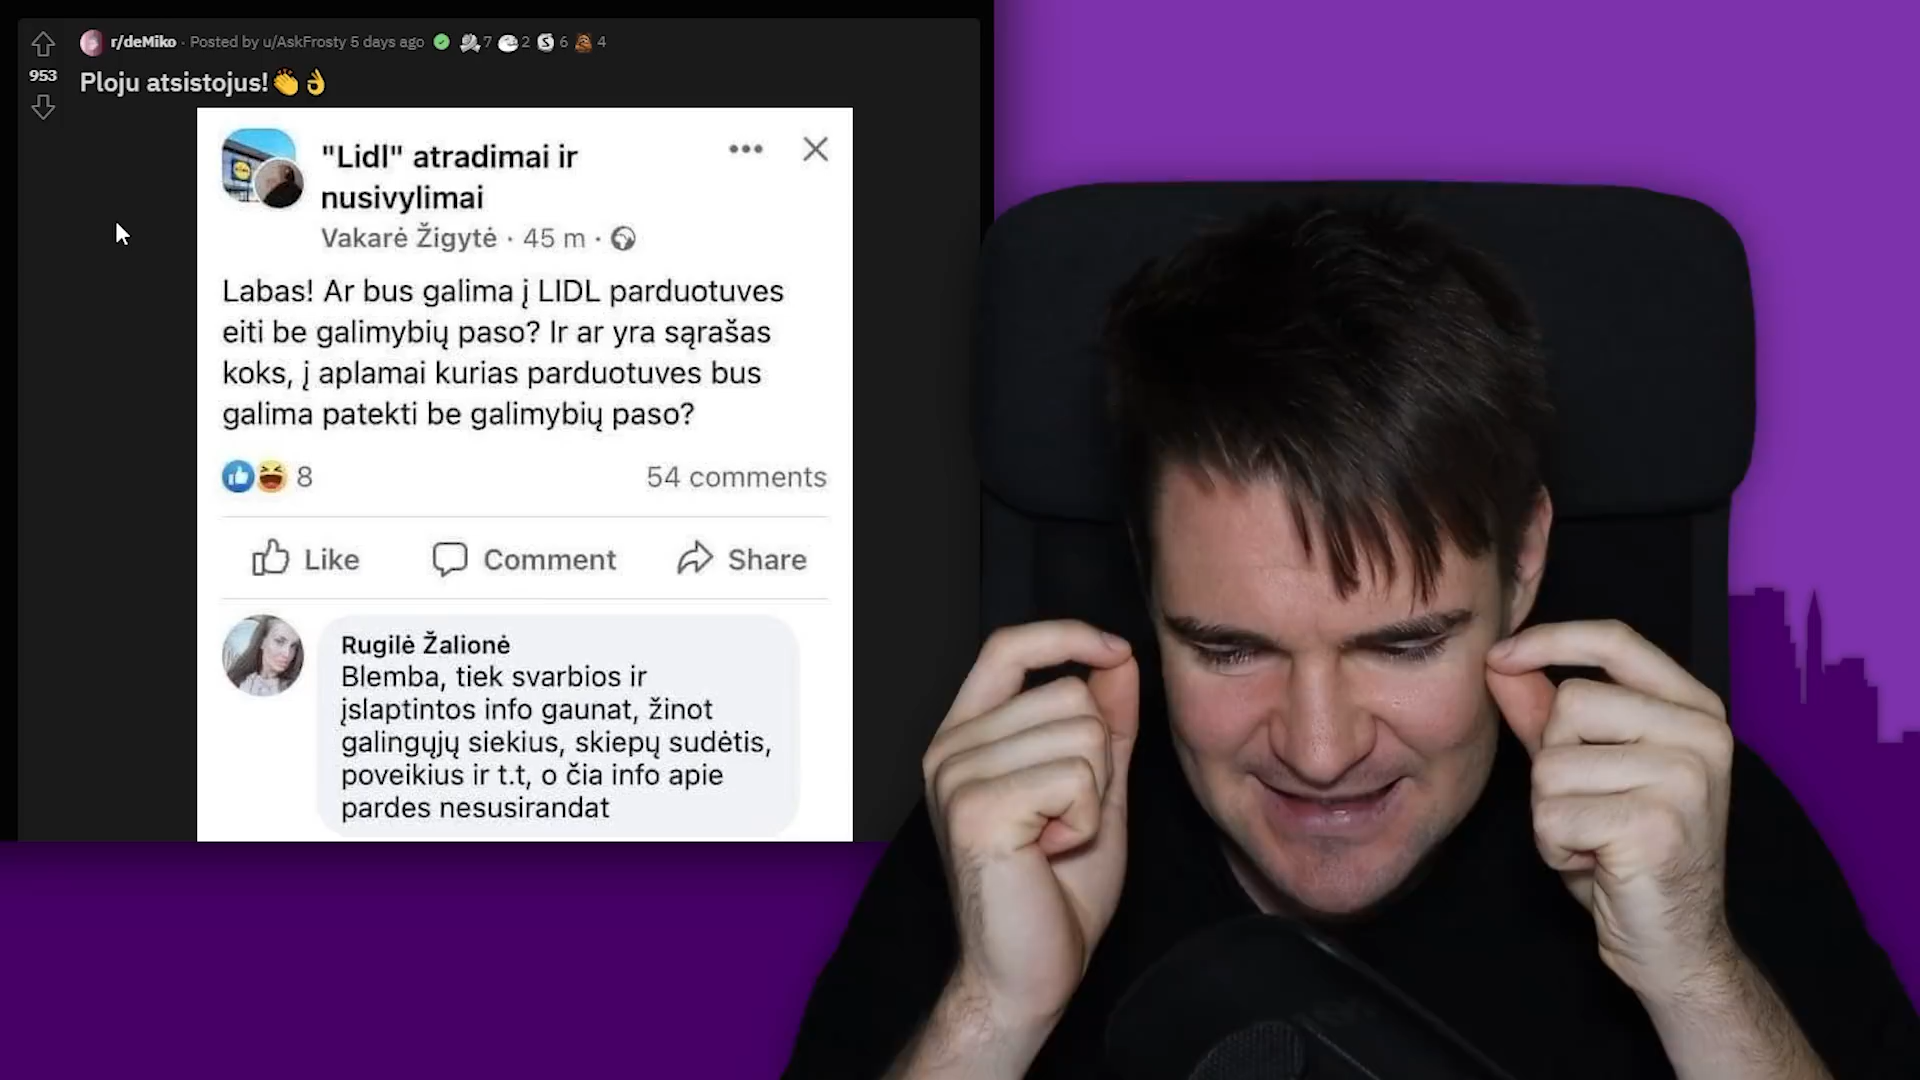 r/deMiko · Posted by u/AskFrosty 5 days ago 7 2 6 4
953
Ploju atsistojus!👏👌
"Lidl" atradimai ir
nusivylimai
Vakarė Žigytė · 45 m ·
Labas! Ar bus galima į LIDL parduotuves
eiti be galimybių paso? Ir ar yra sąrašas
koks, į aplamai kurias parduotuves bus
galima patekti be galimybių paso?
8 54 comments
Like Comment Share
Rugilė Žalionė
Blemba, tiek svarbios ir
įslaptintos info gaunat, žinot
galingųjų siekius, skiepų sudėtis,
poveikius ir t.t, o čia info apie
pardes nesusirandat